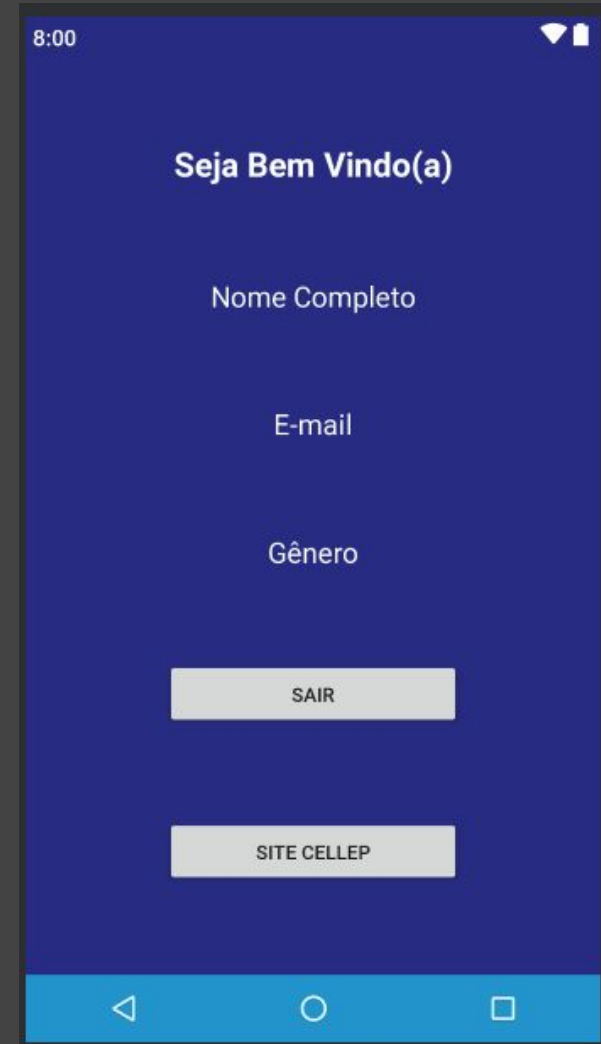 8:00
Seja Bem Vindo(a)
Nome Completo
E-mail
Gênero
SAIR
SITE CELLEP